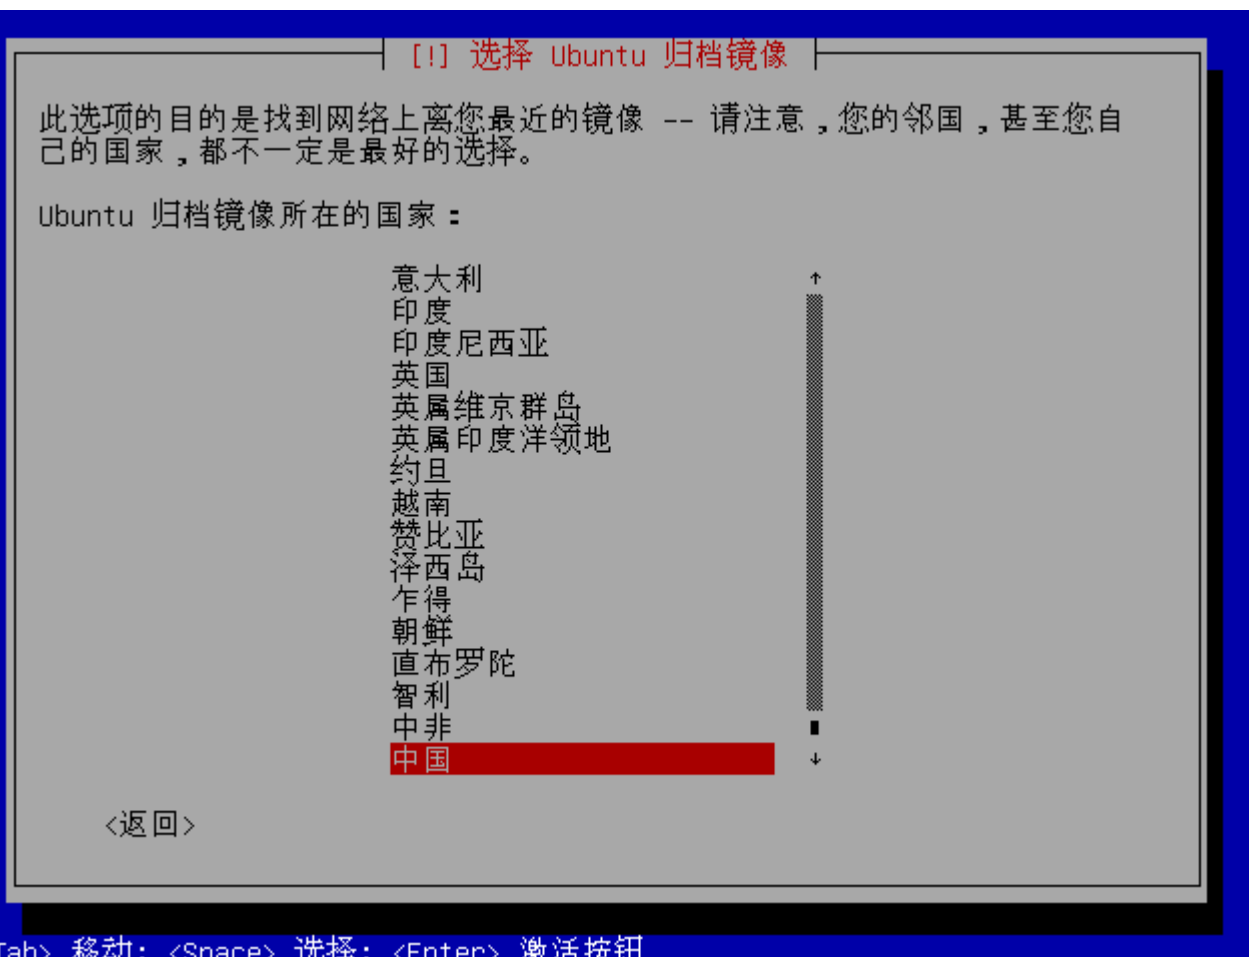 [!] 选择 Ubuntu 归档镜像
此选项的目的是找到网络上离您最近的镜像 -- 请注意，您的邻国，甚至您自
己的国家，都不一定是最好的选择。
Ubuntu 归档镜像所在的国家：
意大利
印度
印度尼西亚
英国
英属维京群岛
英属印度洋领地
约旦
越南
赞比亚
泽西岛
乍得
朝鲜
直布罗陀
智利
中非
中国
<返回>
Tab> 移动; <Space> 选择; <Enter> 激活按钮